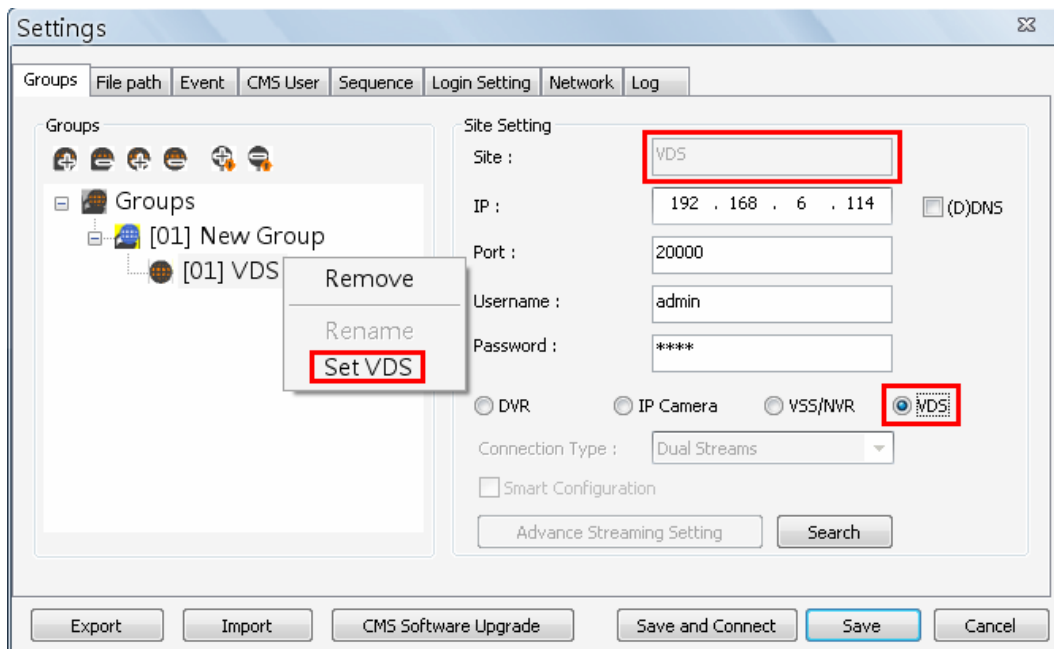 Settings
Groups File path Event CMS User Sequence Login Setting Network Log
Groups
Groups
[01] New Group
[01] VDS
Remove
Rename
Set VDS
Site Setting
Site : VDS
IP : 192 . 168 . 6 . 114 (D)DNS
Port : 20000
Username : admin
Password : ****
DVR IP Camera VSS/NVR VDS
Connection Type : Dual Streams
Smart Configuration
Advance Streaming Setting Search
Export Import CMS Software Upgrade Save and Connect Save Cancel